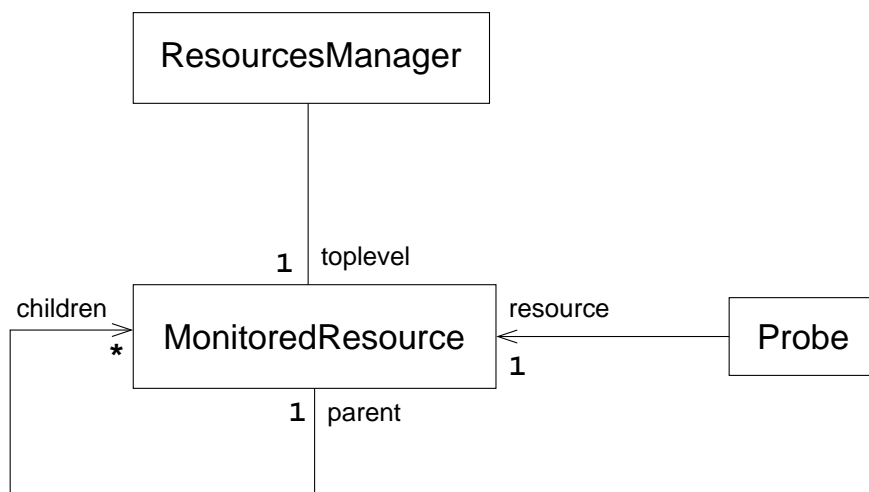 ResourcesManager
1 toplevel
children
*
MonitoredResource
resource
1
Probe
1 parent